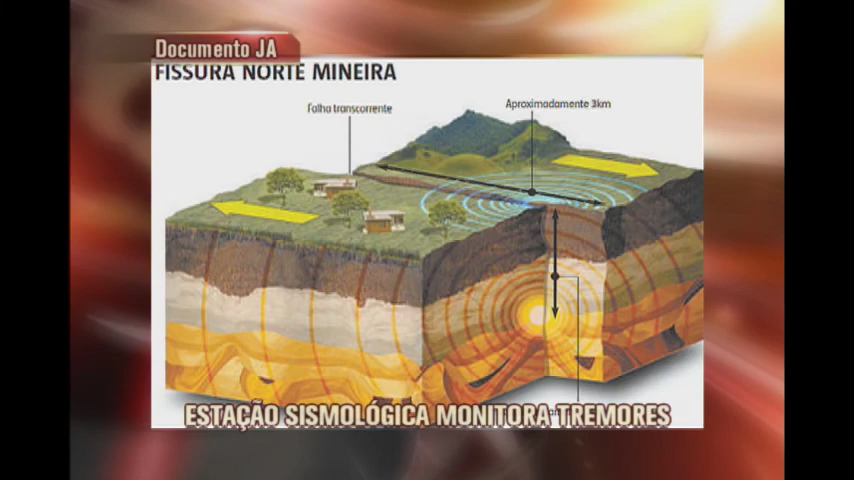 Documento JA
FISSURA NORTE MINEIRA
Falha transcorrente
Aproximadamente 3km
ESTAÇÃO SISMOLÓGICA MONITORA TREMORES